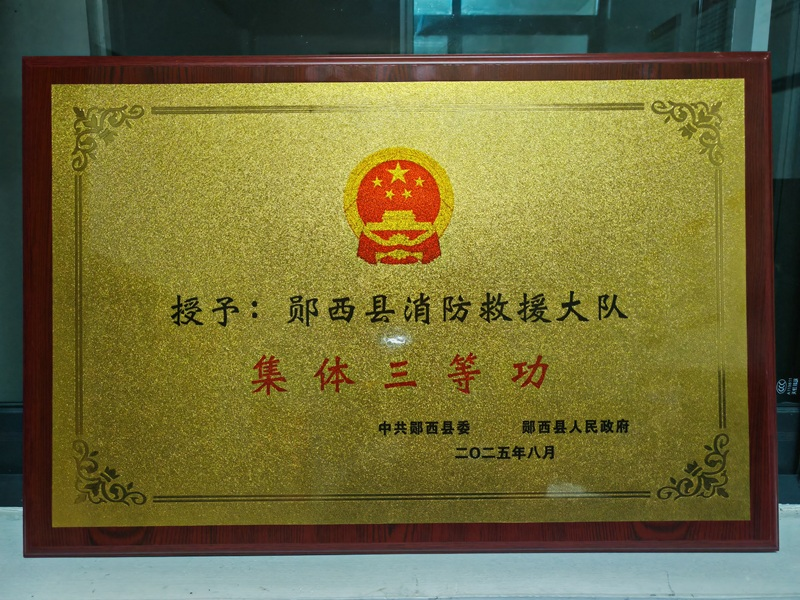 授予：郧西县消防救援大队
集体三等功
中共郧西县委 郧西县人民政府
二〇二五年八月